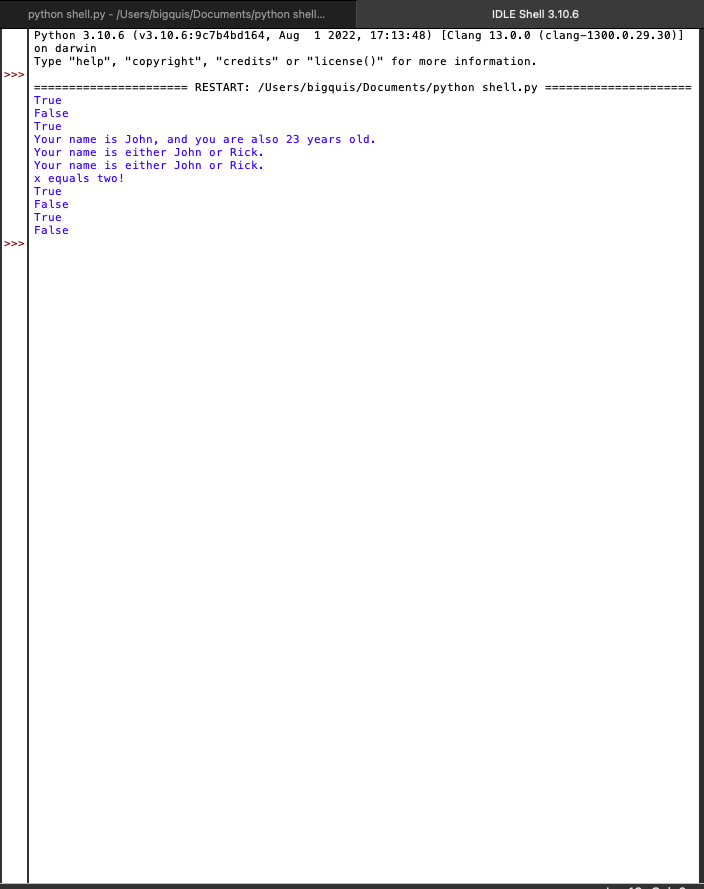 python shell.py - /Users/bigquis/Documents/python shell...
IDLE Shell 3.10.6
Python 3.10.6 (v3.10.6:9c7b4bd164, Aug  1 2022, 17:13:48) [Clang 13.0.0 (clang-1300.0.29.30)]
on darwin
Type "help", "copyright", "credits" or "license()" for more information.
>>>
====================== RESTART: /Users/bigquis/Documents/python shell.py =====================
True
False
True
Your name is John, and you are also 23 years old.
Your name is either John or Rick.
Your name is either John or Rick.
x equals two!
True
False
True
False
>>>